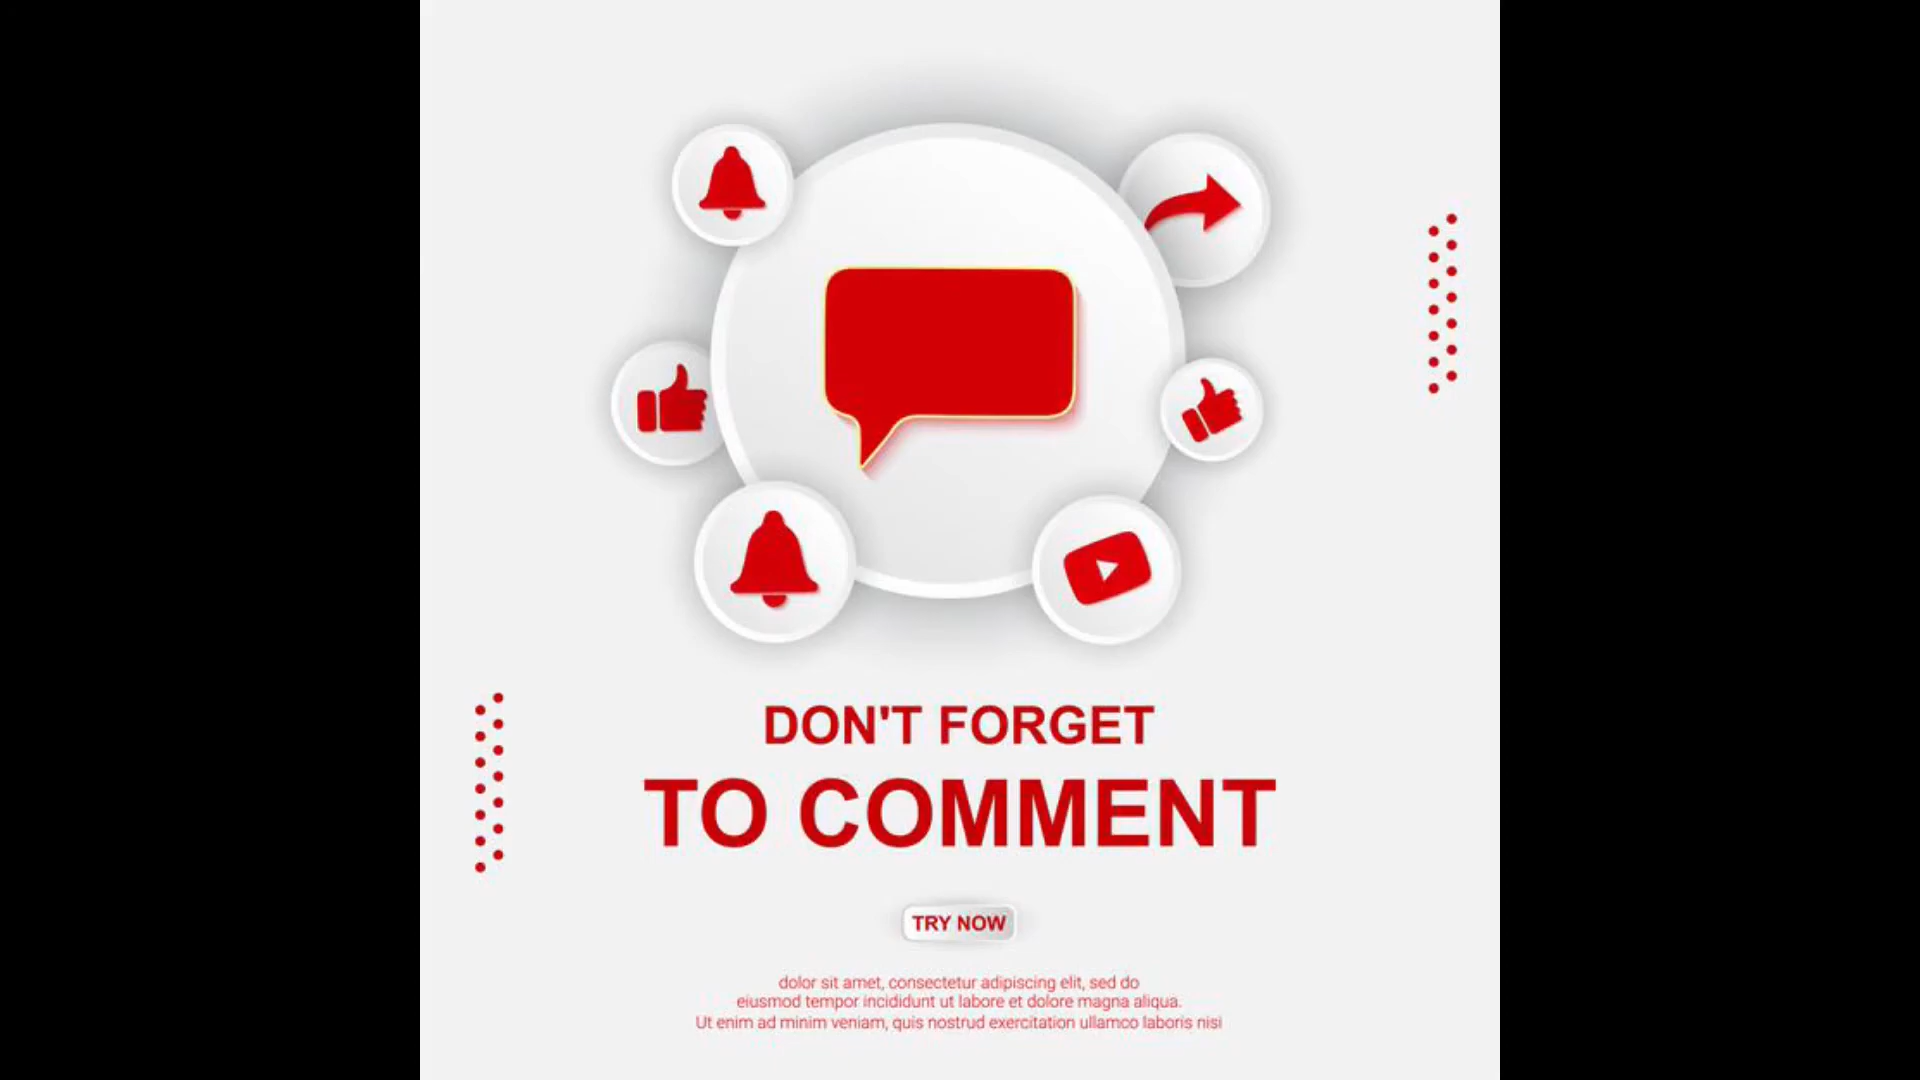 DON'T FORGET
TO COMMENT
TRY NOW
dolor sit amet, consectetur adipiscing elit, sed do
eiusmod tempor incididunt ut labore et dolore magna aliqua.
Ut enim ad minim veniam, quis nostrud exercitation ullamco laboris nisi